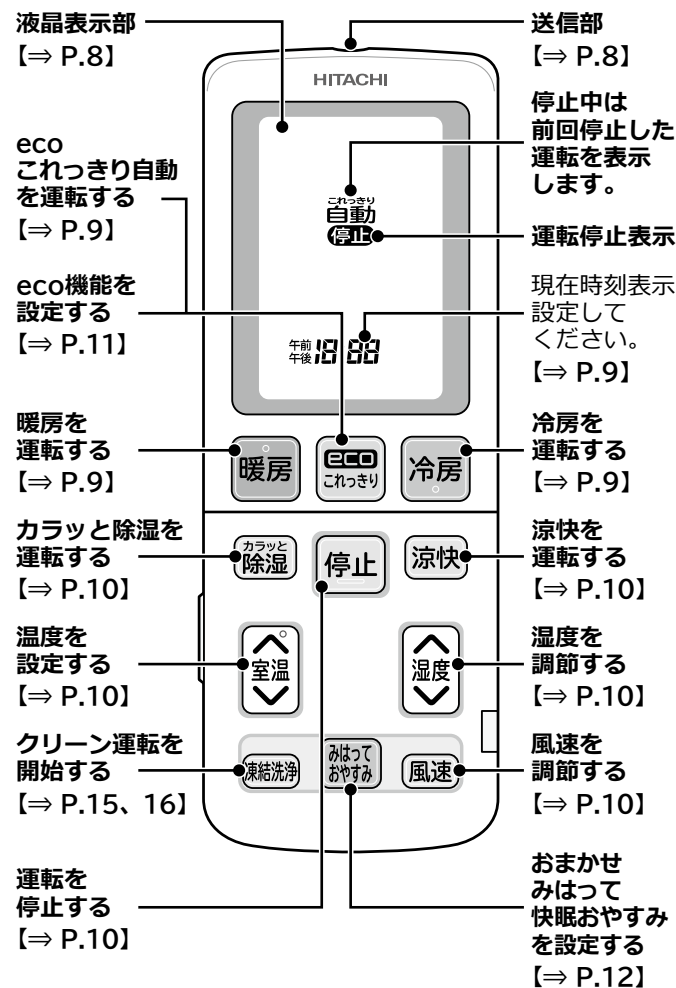 液晶表示部
【⇒ P.8】
eco
これっきり自動
を運転する
【⇒ P.9】
eco機能を
設定する
【⇒ P.11】
暖房を
運転する
【⇒ P.9】
カラッと除湿を
運転する
【⇒ P.10】
温度を
設定する
【⇒ P.10】
クリーン運転を
開始する
【⇒ P.15、16】
運転を
停止する
【⇒ P.10】
HITACHI
これっきり
自動
停止
午前
午後
18 88
暖房
eco
これっきり
冷房
カラッと
除湿
停止
涼快
室温
湿度
凍結洗浄
みはって
おやすみ
風速
送信部
【⇒ P.8】
停止中は
前回停止した
運転を表示
します。
運転停止表示
現在時刻表示
設定して
ください。
【⇒ P.9】
冷房を
運転する
【⇒ P.9】
涼快を
運転する
【⇒ P.10】
湿度を
調節する
【⇒ P.10】
風速を
調節する
【⇒ P.10】
おまかせ
みはって
快眠おやすみ
を設定する
【⇒ P.12】